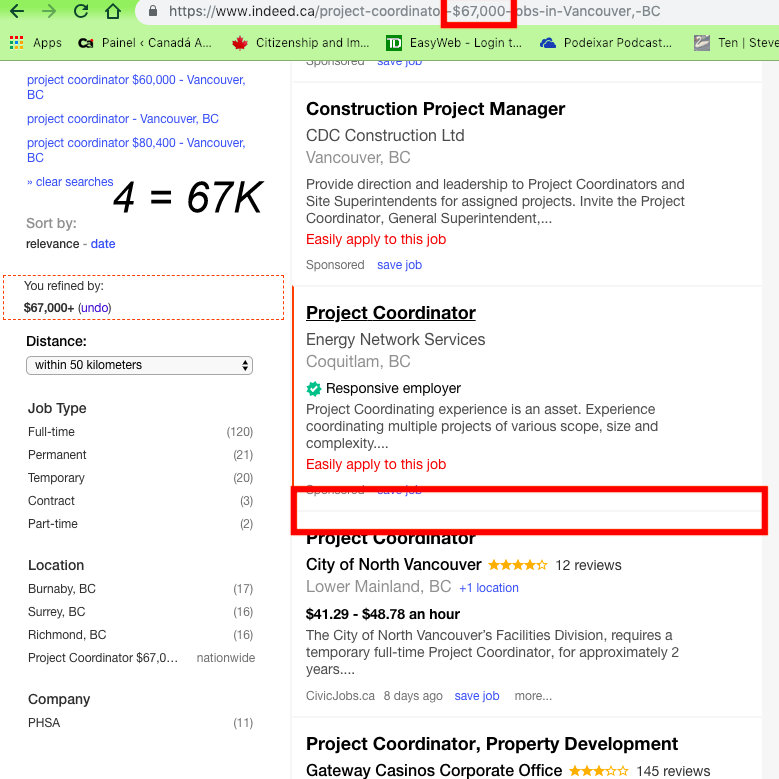 https://www.indeed.ca/project-coordinator-$67,000-jobs-in-Vancouver,-BC
Apps
Painel ‹ Canadá A...
Citizenship and Im...
EasyWeb - Login t...
Podeixar Podcast...
Ten | Steve
project coordinator $60,000 - Vancouver,
BC
project coordinator - Vancouver, BC
project coordinator $80,400 - Vancouver,
BC
» clear searches
4 = 67K
Sort by:
relevance - date
You refined by:
$67,000+ (undo)
Distance:
within 50 kilometers
Job Type
Full-time (120)
Permanent (21)
Temporary (20)
Contract (3)
Part-time (2)
Location
Burnaby, BC (17)
Surrey, BC (16)
Richmond, BC (16)
Project Coordinator $67,0... nationwide
Company
PHSA (11)
Sponsored save job
Construction Project Manager
CDC Construction Ltd
Vancouver, BC
Provide direction and leadership to Project Coordinators and
Site Superintendents for assigned projects. Invite the Project
Coordinator, General Superintendent,...
Easily apply to this job
Sponsored save job
Project Coordinator
Energy Network Services
Coquitlam, BC
Responsive employer
Project Coordinating experience is an asset. Experience
coordinating multiple projects of various scope, size and
complexity....
Easily apply to this job
Sponsored save job
Project Coordinator
City of North Vancouver 12 reviews
Lower Mainland, BC +1 location
$41.29 - $48.78 an hour
The City of North Vancouver's Facilities Division, requires a
temporary full-time Project Coordinator, for approximately 2
years....
CivicJobs.ca 8 days ago save job more...
Project Coordinator, Property Development
Gateway Casinos Corporate Office 145 reviews